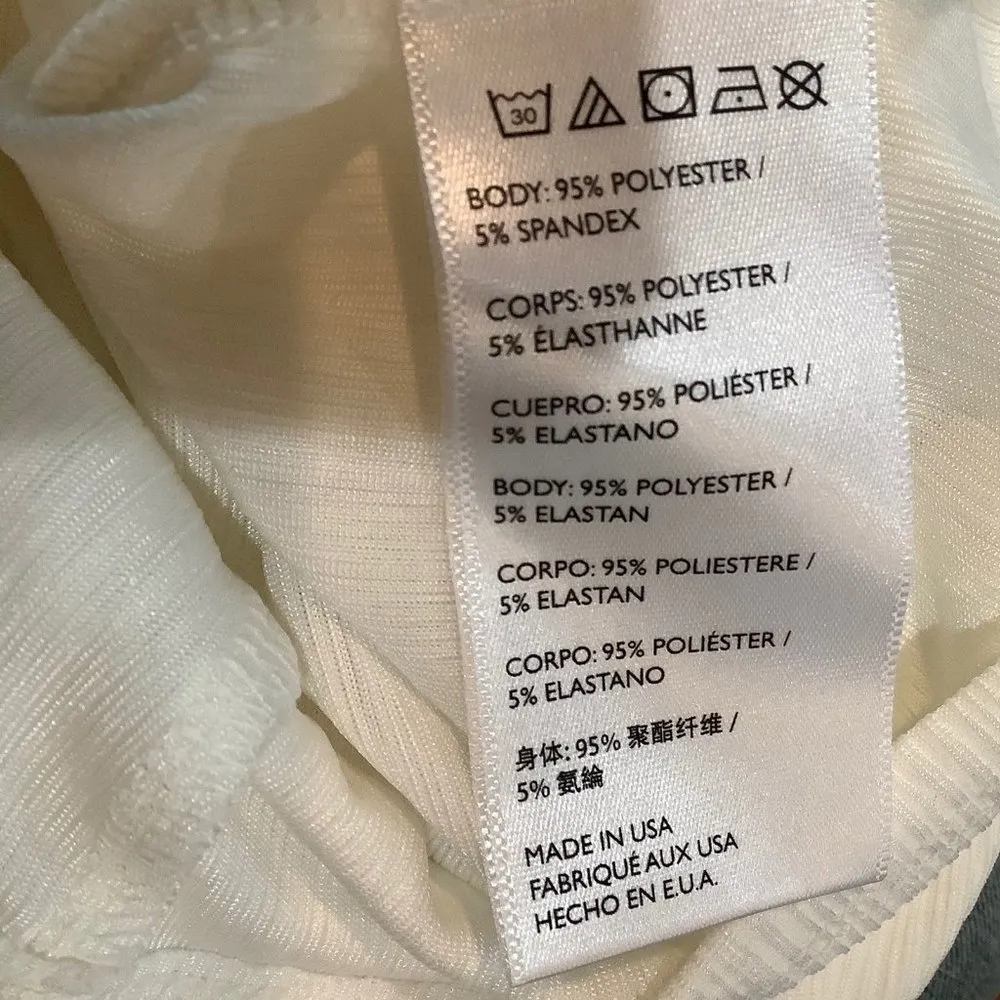 30
BODY: 95% POLYESTER /
5% SPANDEX
CORPS: 95% POLYESTER /
5% ÉLASTHANNE
CUEPRO: 95% POLIÉSTER /
5% ELASTANO
BODY: 95% POLYESTER /
5% ELASTAN
CORPO: 95% POLIESTERE /
5% ELASTAN
CORPO: 95% POLIÉSTER /
5% ELASTANO
身体: 95% 聚酯纤维 /
5% 氨綸
MADE IN USA
FABRIQUÉ AUX USA
HECHO EN E.U.A.